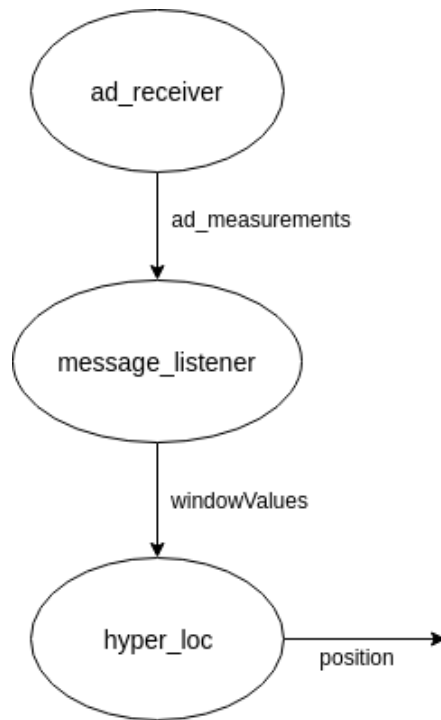 ad_receiver
ad_measurements
message_listener
windowValues
hyper_loc
position